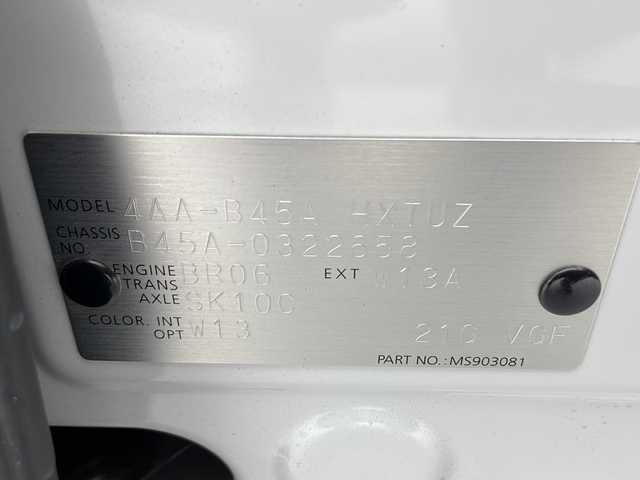 MODEL 4AA-B45A HXTUZ
CHASSIS NO. B45A-0322658
ENGINE BR06 EXT W13A
TRANS AXLE SK10C
COLOR. INT
OPT W13 21C VGF
PART NO.: MS903081